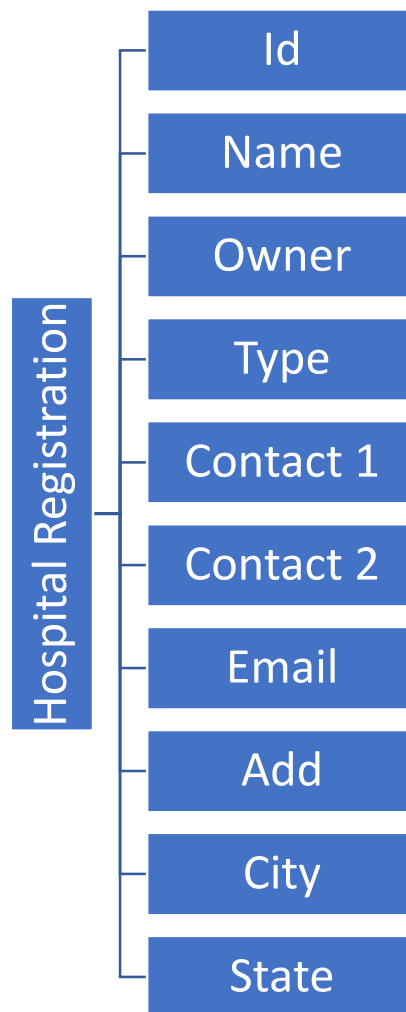 Hospital Registration
Id
Name
Owner
Type
Contact 1
Contact 2
Email
Add
City
State